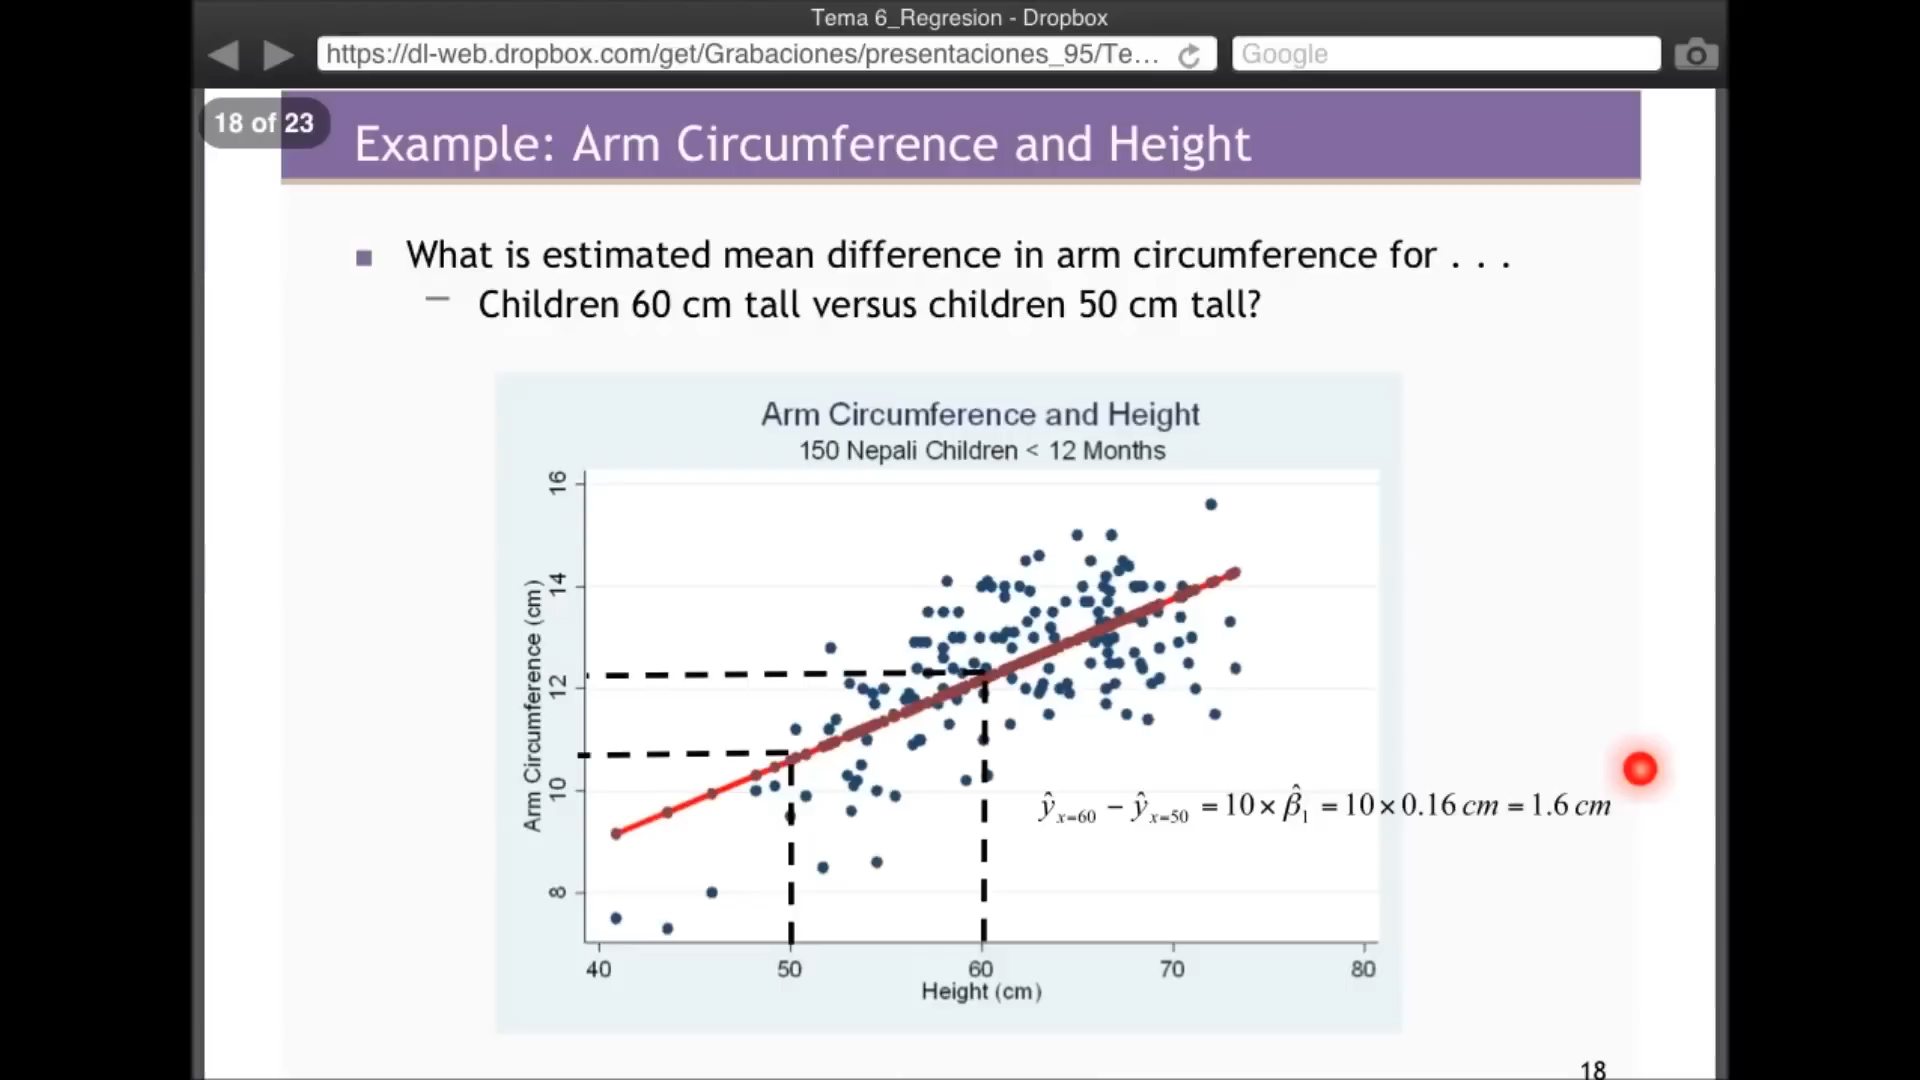 Tema 6_Regresion - Dropbox
https://dl-web.dropbox.com/get/Grabaciones/presentaciones_95/Te...
Google
18 of 23
Example: Arm Circumference and Height
What is estimated mean difference in arm circumference for . . .
— Children 60 cm tall versus children 50 cm tall?
Arm Circumference and Height
150 Nepali Children < 12 Months
Arm Circumference (cm)
16
14
12
10
8
ŷx=60 − ŷx=50 = 10 × β̂1 = 10 × 0.16 cm = 1.6 cm
40 50 60 70 80
Height (cm)
18